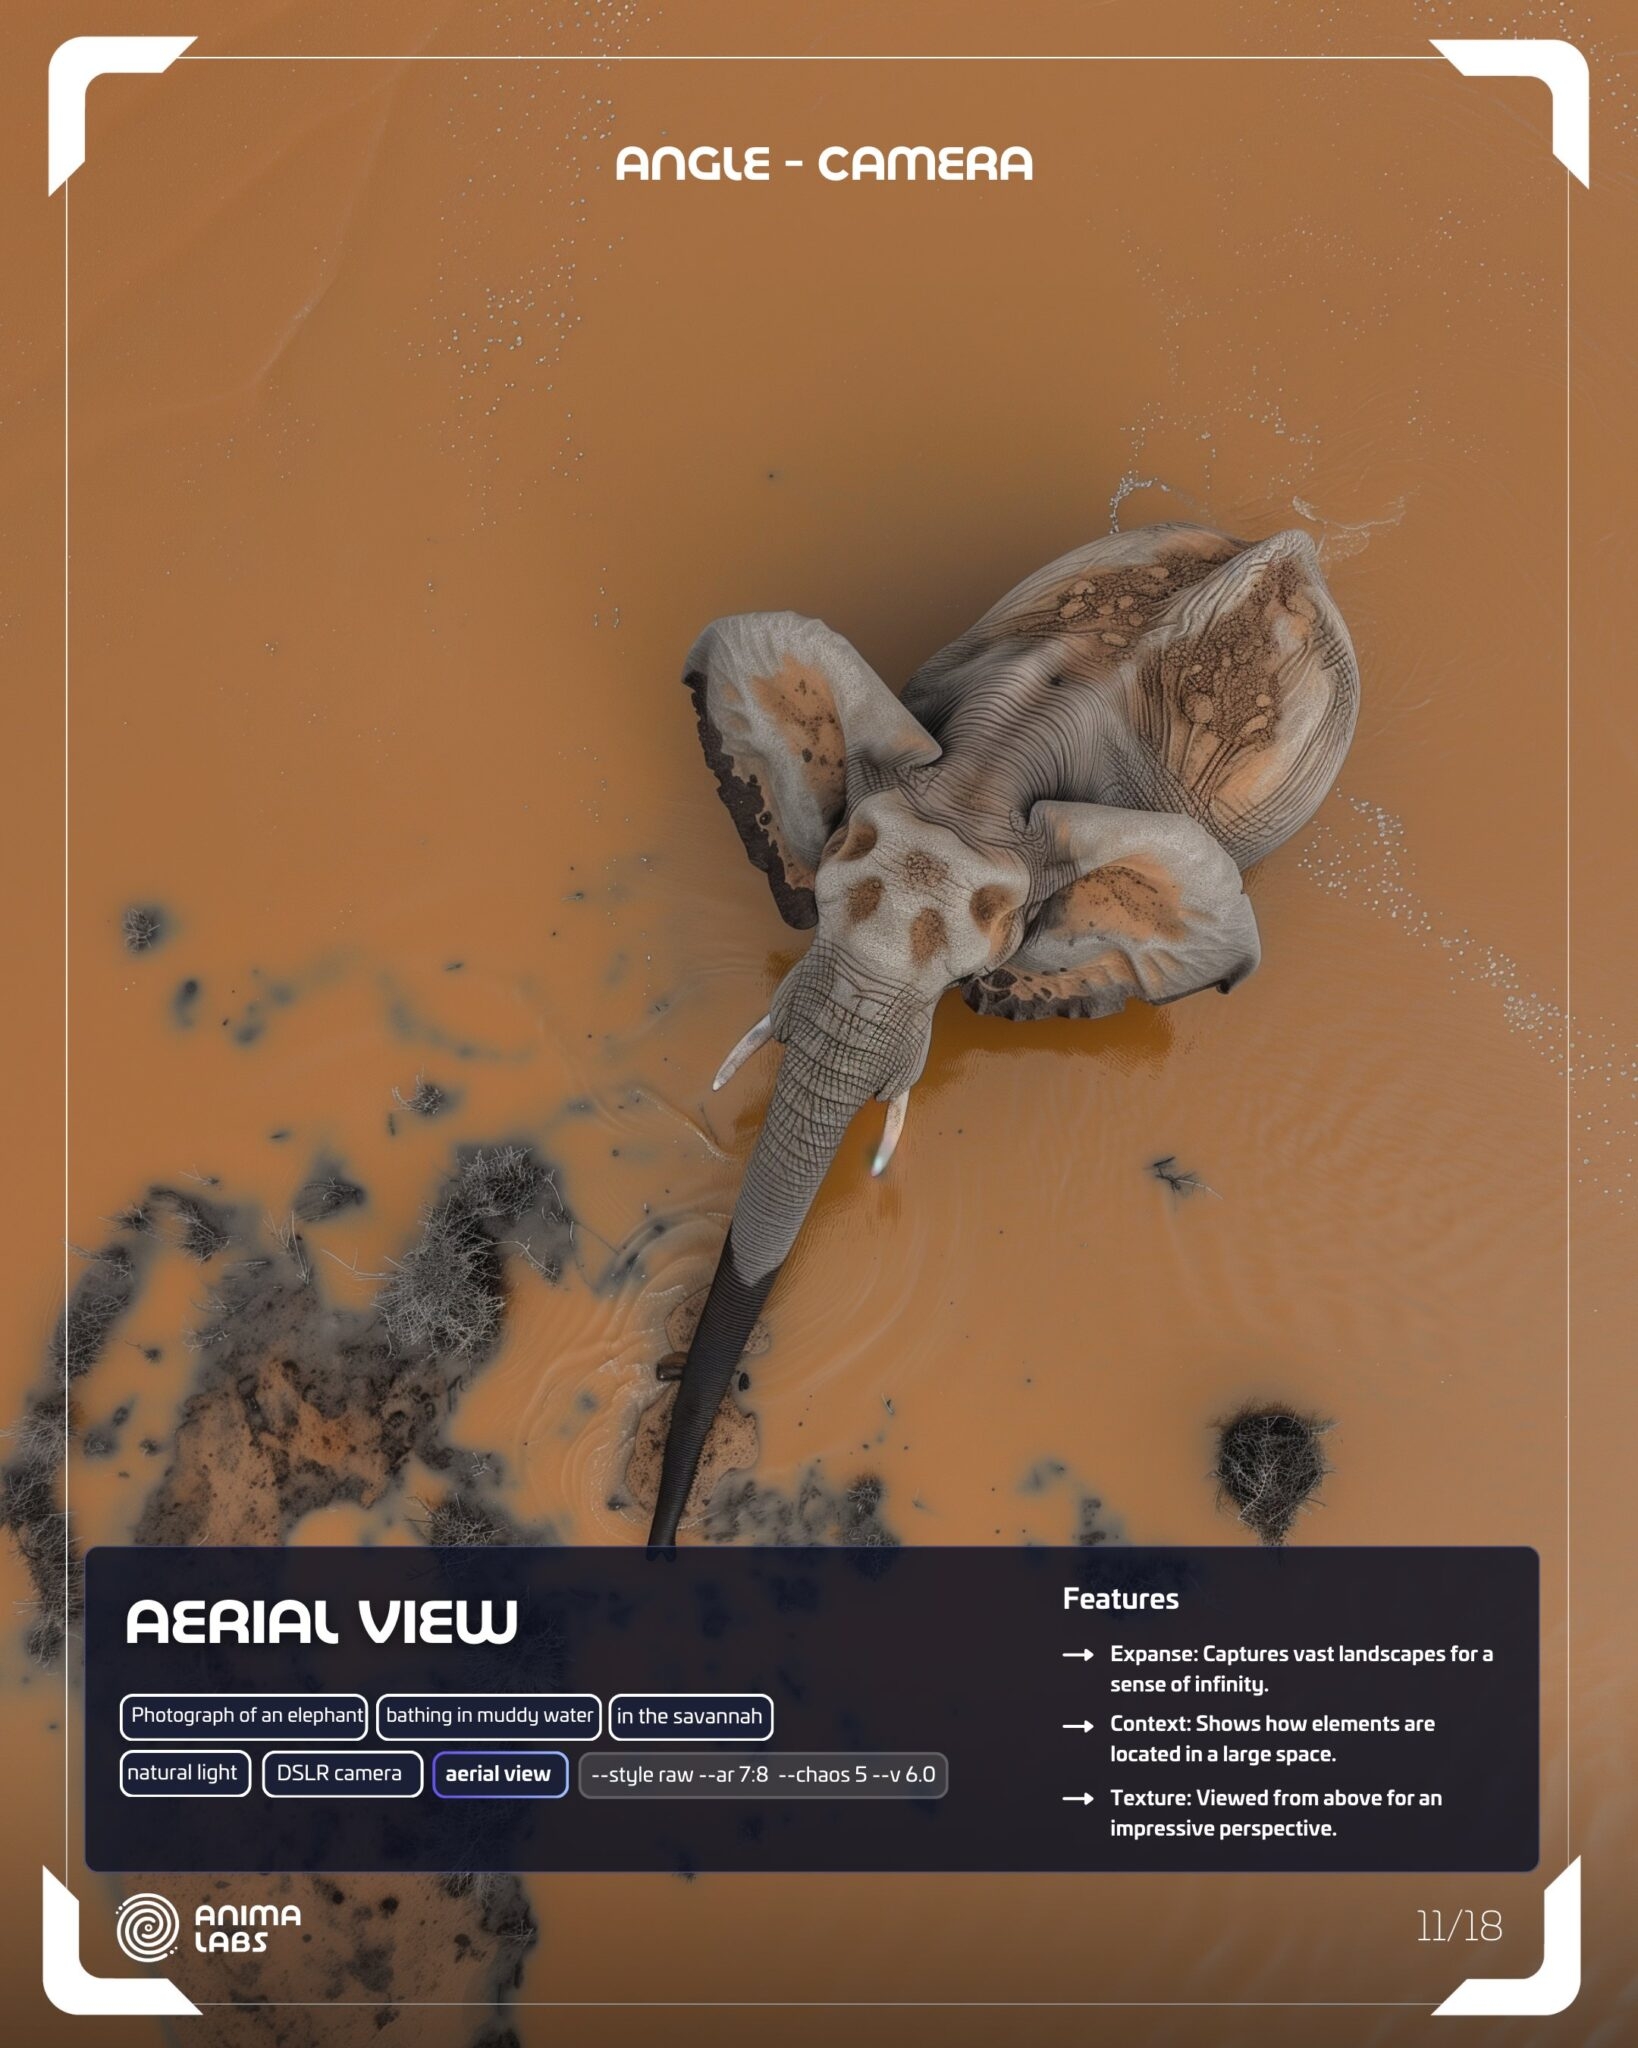 ANGLE - CAMERA
AERIAL VIEW
Photograph of an elephant bathing in muddy water in the savannah
natural light DSLR camera aerial view --style raw --ar 7:8 --chaos 5 --v 6.0
Features
→ Expanse: Captures vast landscapes for a
sense of infinity.
→ Context: Shows how elements are
located in a large space.
→ Texture: Viewed from above for an
impressive perspective.
ANIMA
LABS
11/18